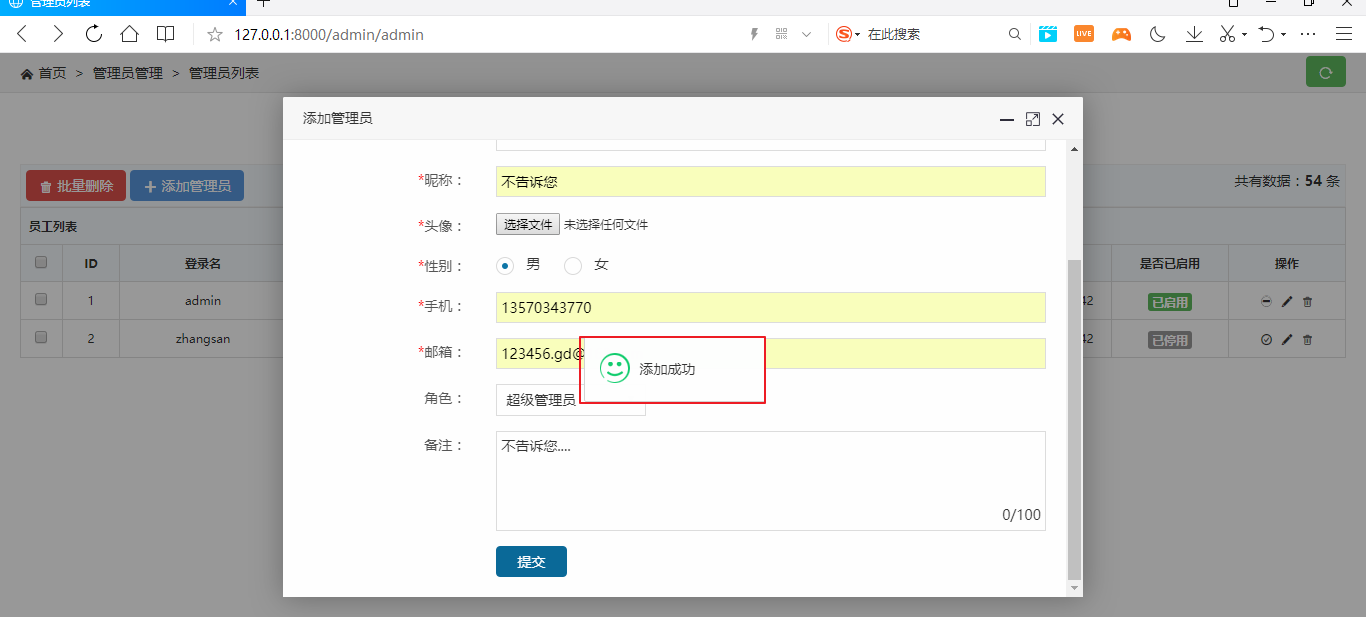 管理员列表
127.0.0.1:8000/admin/admin
在此搜索
LIVE
首页 > 管理员管理 > 管理员列表
添加管理员
批量删除
添加管理员
共有数据：54 条
员工列表
ID 登录名
是否已启用 操作
1 admin
42 已启用
2 zhangsan
42 已停用
*昵称： 不告诉您
*头像： 选择文件 未选择任何文件
*性别： 男 女
*手机： 13570343770
*邮箱： 123456.gd@
添加成功
角色： 超级管理员
备注： 不告诉您....
0/100
提交